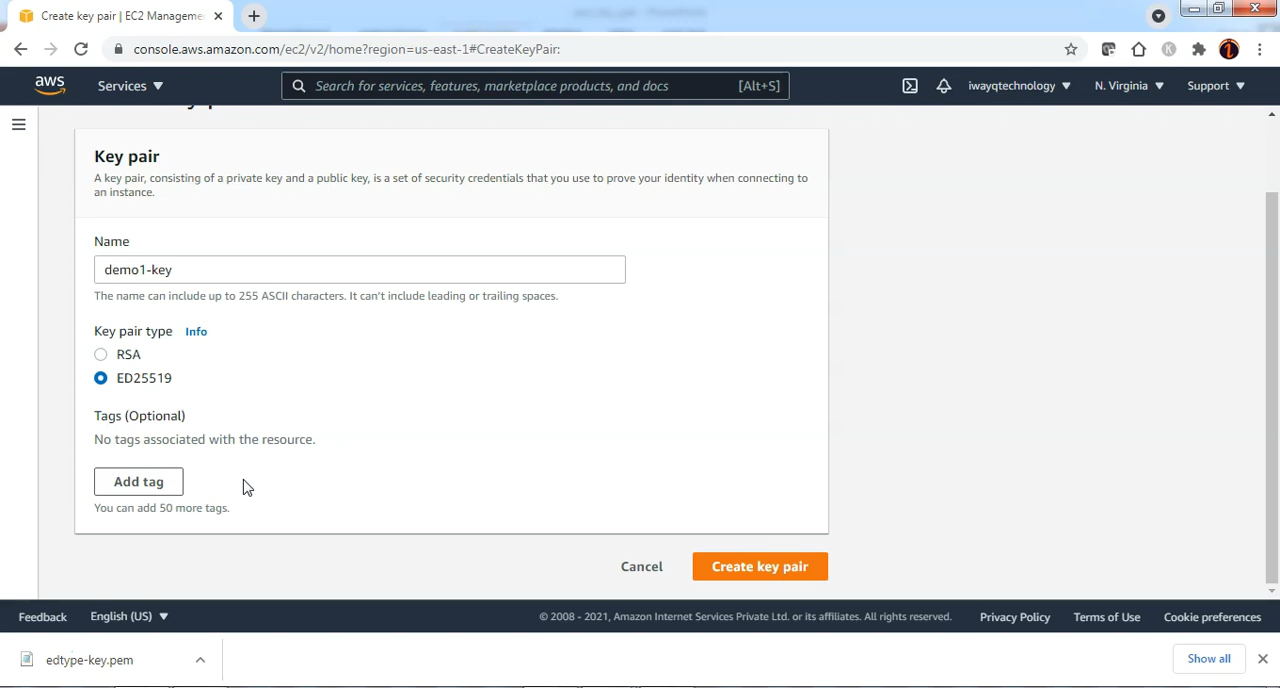 Create key pair | EC2 Manageme
console.aws.amazon.com/ec2/v2/home?region=us-east-1#CreateKeyPair:
K
aws Services Search for services, features, marketplace products, and docs [Alt+S] iwayqtechnology N. Virginia Support
Key pair
A key pair, consisting of a private key and a public key, is a set of security credentials that you use to prove your identity when connecting to
an instance.
Name
demo1-key
The name can include up to 255 ASCII characters. It can't include leading or trailing spaces.
Key pair type Info
RSA
ED25519
Tags (Optional)
No tags associated with the resource.
Add tag
You can add 50 more tags.
Cancel Create key pair
Feedback English (US) © 2008 - 2021, Amazon Internet Services Private Ltd. or its affiliates. All rights reserved. Privacy Policy Terms of Use Cookie preferences
edtype-key.pem Show all